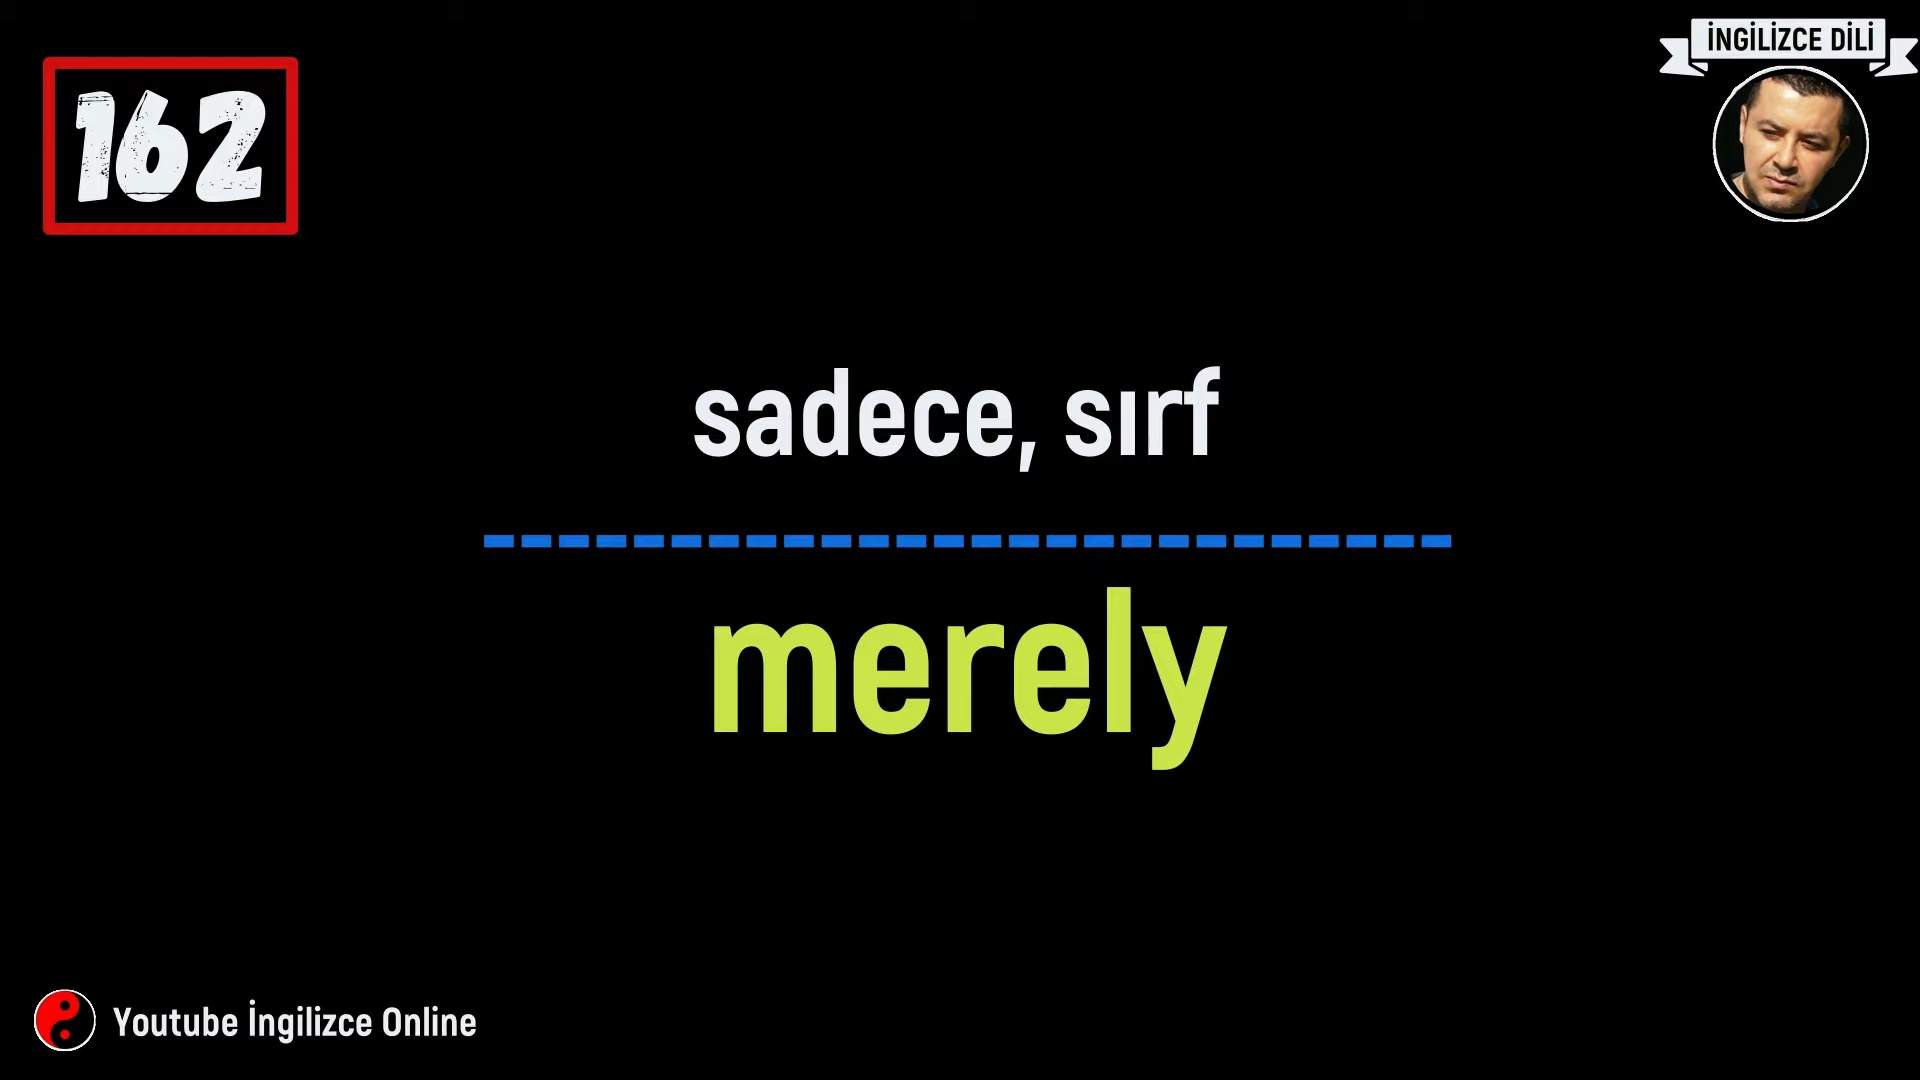 162
İNGİLİZCE DİLİ
sadece, sırf
merely
Youtube İngilizce Online